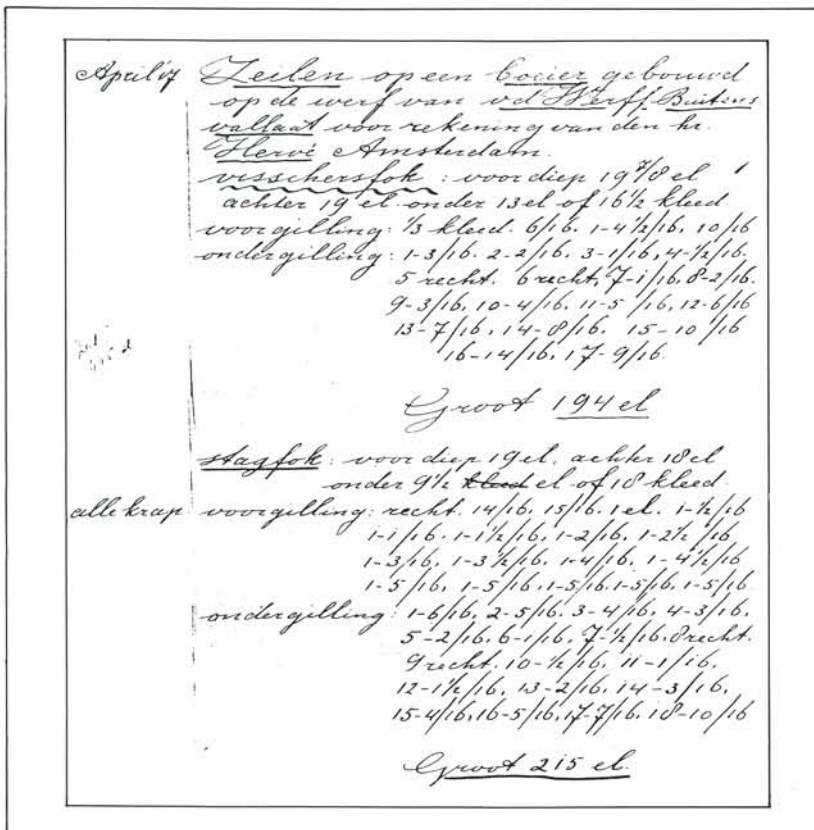 April 17 Zeilen op een boeier gebouwd
op de werf van vd Werff Buitens
vallaat voor rekening van den hr.
Hervé Amsterdam.
visschersfok: voor diep 19 7/8 el
achter 19 el. onder 13 el of 16 1/2 kleed
voorgilling: 1/3 kleed. 6/16. 1-4 1/2/16. 10/16
ondergilling: 1-3/16. 2-2/16. 3-1/16, 4-1/2/16.
5 recht. 6 recht, 7-1/16. 8-2/16.
9-3/16. 10-4/16. 11-5/16, 12-6/16
13-7/16, 14-8/16. 15-10/16
16-14/16. 17-9/16.
Groot 194 el
stagfok: voor diep 19 el. achter 18 el
onder 9 1/2 kleed el of 18 kleed.
alle krap voorgilling: recht. 14/16. 15/16. 1 el. 1-1/2/16
1-1/16. 1-1 1/2/16. 1-2/16. 1-2 1/2/16
1-3/16, 1-3 1/2/16. 1-4/16. 1-4 1/2/16
1-5/16, 1-5/16. 1-5/16. 1-5/16. 1-5/16
ondergilling: 1-6/16, 2-5/16. 3-4/16. 4-3/16.
5-2/16. 6-1/16. 7-1/2/16. 8 recht.
9 recht. 10-1/2/16. 11-1/16.
12-1 1/2/16, 13-2/16. 14-3/16.
15-4/16. 16-5/16. 17-7/16. 18-10/16
Groot 215 el.